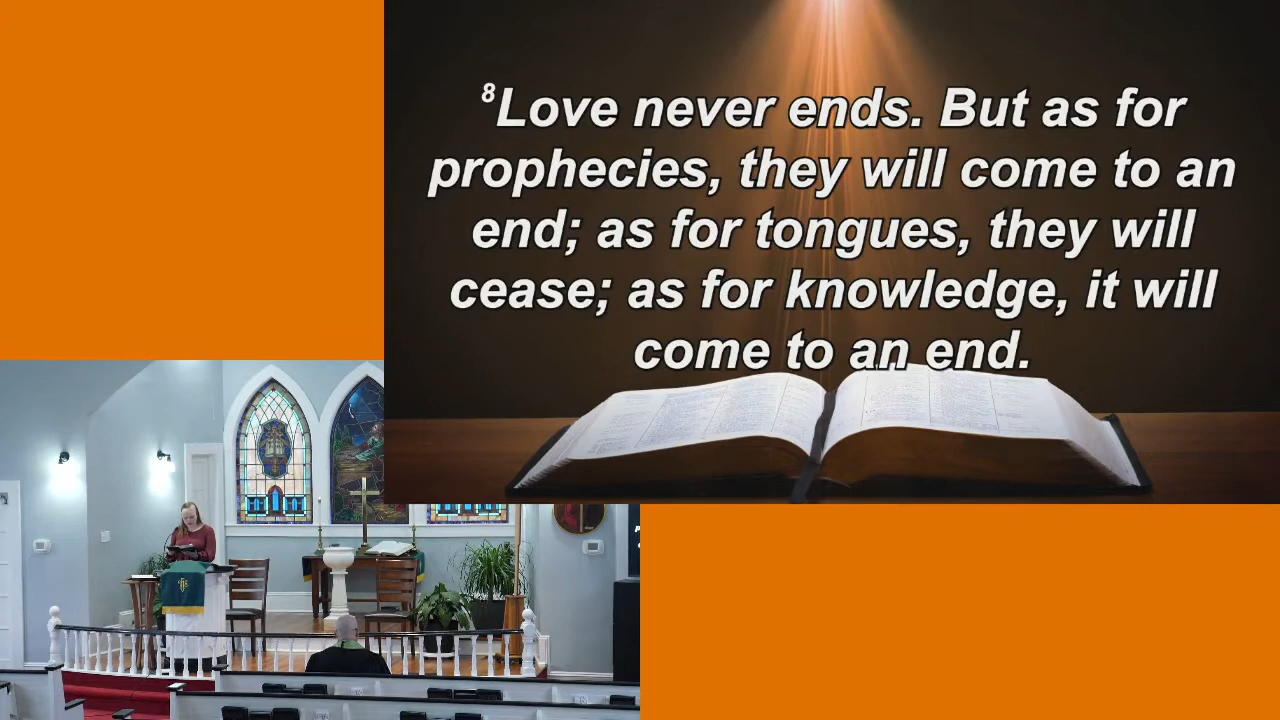 ⁸Love never ends. But as for
prophecies, they will come to an
end; as for tongues, they will
cease; as for knowledge, it will
come to an end.